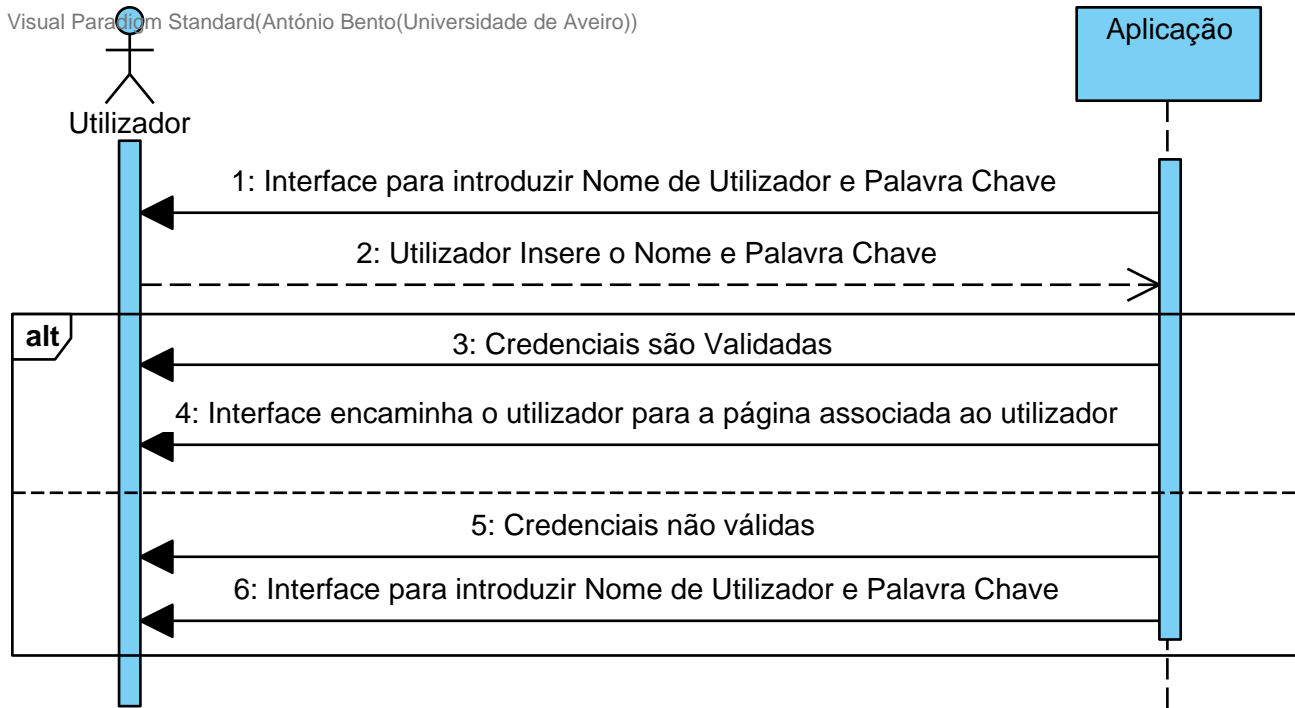 Visual Paradigm Standard(António Bento(Universidade de Aveiro))
Aplicação
Utilizador
1: Interface para introduzir Nome de Utilizador e Palavra Chave
2: Utilizador Insere o Nome e Palavra Chave
alt
3: Credenciais são Validadas
4: Interface encaminha o utilizador para a página associada ao utilizador
5: Credenciais não válidas
6: Interface para introduzir Nome de Utilizador e Palavra Chave